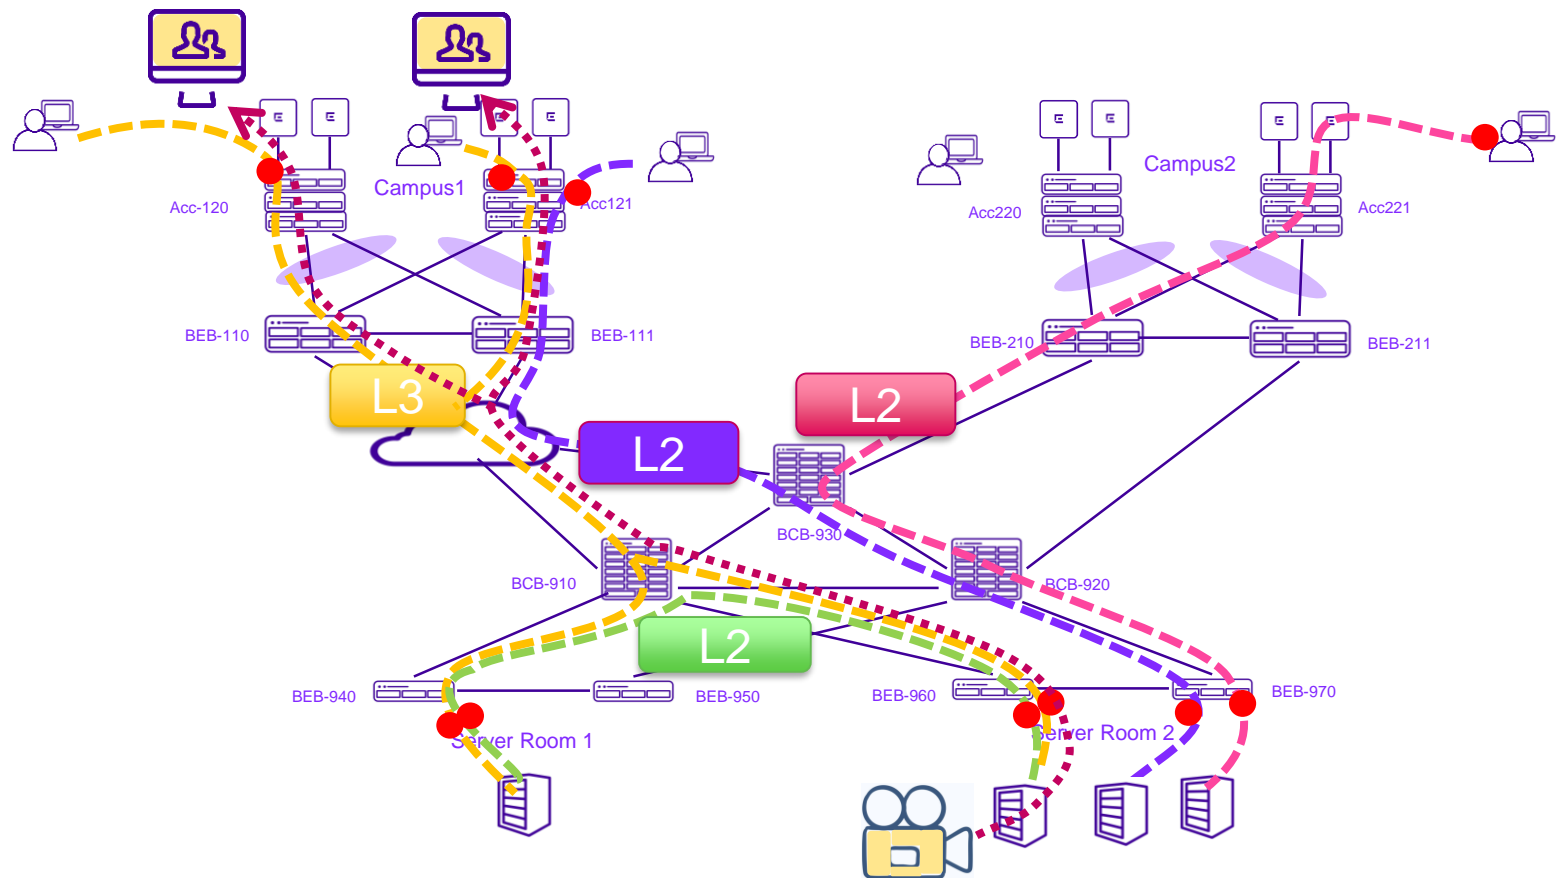 Campus1
Campus2
Acc-120
Acc121
Acc220
Acc221
BEB-110
BEB-111
BEB-210
BEB-211
L3
L2
L2
BCB-930
BCB-910
BCB-920
L2
BEB-940
BEB-950
BEB-960
BEB-970
Server Room 1
Server Room 2